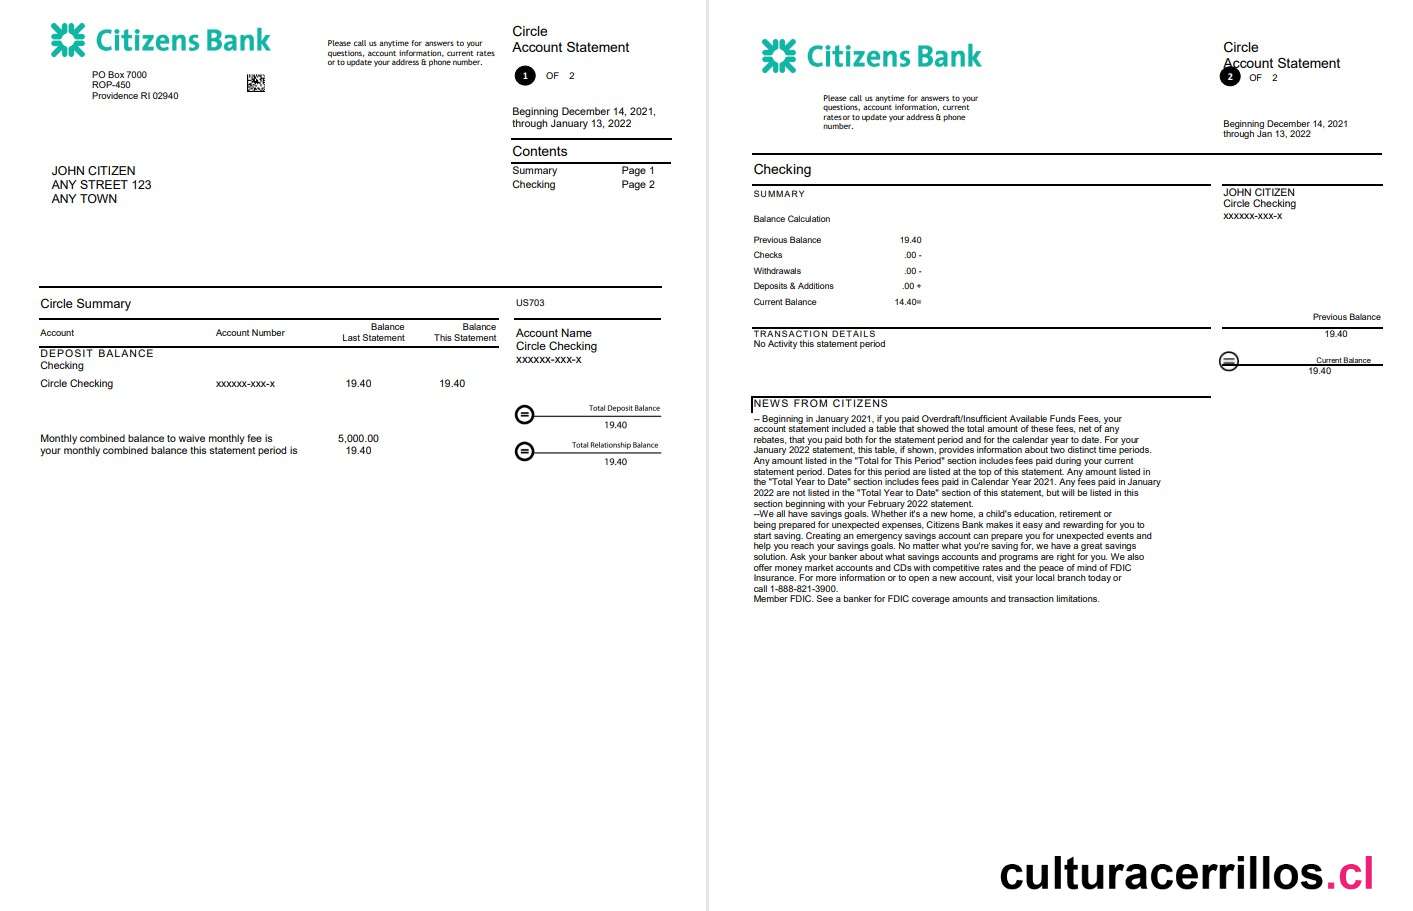 Citizens Bank
PO Box 7000
ROP-450
Providence RI 02940
Please call us anytime for answers to your
questions, account information, current rates
or to update your address & phone number.
Circle
Account Statement
1 OF 2
Beginning December 14, 2021,
through January 13, 2022
Contents
Summary Page 1
Checking Page 2
JOHN CITIZEN
ANY STREET 123
ANY TOWN
Circle Summary
US703
Account Account Number Balance Last Statement Balance This Statement
DEPOSIT BALANCE
Checking
Circle Checking xxxxxx-xxx-x 19.40 19.40
Monthly combined balance to waive monthly fee is 5,000.00
your monthly combined balance this statement period is 19.40
Account Name
Circle Checking
xxxxxx-xxx-x
Total Deposit Balance
19.40
Total Relationship Balance
19.40
Citizens Bank
Please call us anytime for answers to your
questions, account information, current
rates or to update your address & phone
number.
Circle
Account Statement
2 OF 2
Beginning December 14, 2021
through Jan 13, 2022
Checking
SUMMARY
Balance Calculation
Previous Balance 19.40
Checks .00 -
Withdrawals .00 -
Deposits & Additions .00 +
Current Balance 14.40=
JOHN CITIZEN
Circle Checking
xxxxxx-xxx-x
Previous Balance
19.40
Current Balance
19.40
TRANSACTION DETAILS
No Activity this statement period
NEWS FROM CITIZENS
-- Beginning in January 2021, if you paid Overdraft/Insufficient Available Funds Fees, your
account statement included a table that showed the total amount of these fees, net of any
rebates, that you paid both for the statement period and for the calendar year to date. For your
January 2022 statement, this table, if shown, provides information about two distinct time periods.
Any amount listed in the "Total for This Period" section includes fees paid during your current
statement period. Dates for this period are listed at the top of this statement. Any amount listed in
the "Total Year to Date" section includes fees paid in Calendar Year 2021. Any fees paid in January
2022 are not listed in the "Total Year to Date" section of this statement, but will be listed in this
section beginning with your February 2022 statement.
--We all have savings goals. Whether it's a new home, a child's education, retirement or
being prepared for unexpected expenses, Citizens Bank makes it easy and rewarding for you to
start saving. Creating an emergency savings account can prepare you for unexpected events and
help you reach your savings goals. No matter what you're saving for, we have a great savings
solution. Ask your banker about what savings accounts and programs are right for you. We also
offer money market accounts and CDs with competitive rates and the peace of mind of FDIC
Insurance. For more information or to open a new account, visit your local branch today or
call 1-888-821-3900.
Member FDIC. See a banker for FDIC coverage amounts and transaction limitations.
culturacerrillos.cl